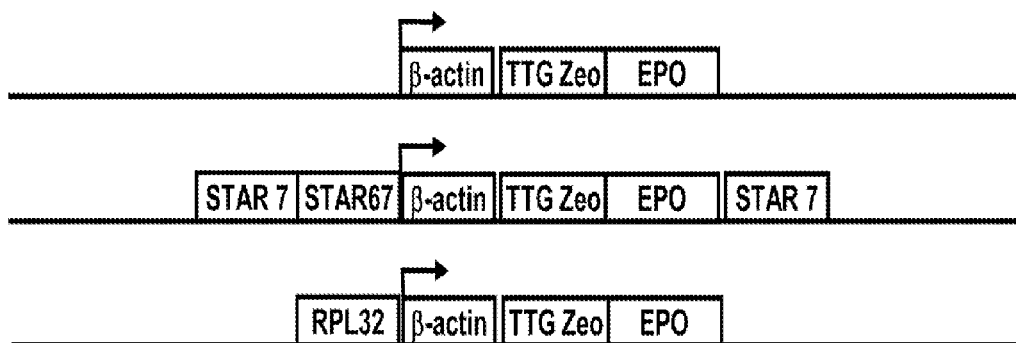 β-actin TTG Zeo EPO
STAR 7 STAR67 β-actin TTG Zeo EPO STAR 7
RPL32 β-actin TTG Zeo EPO